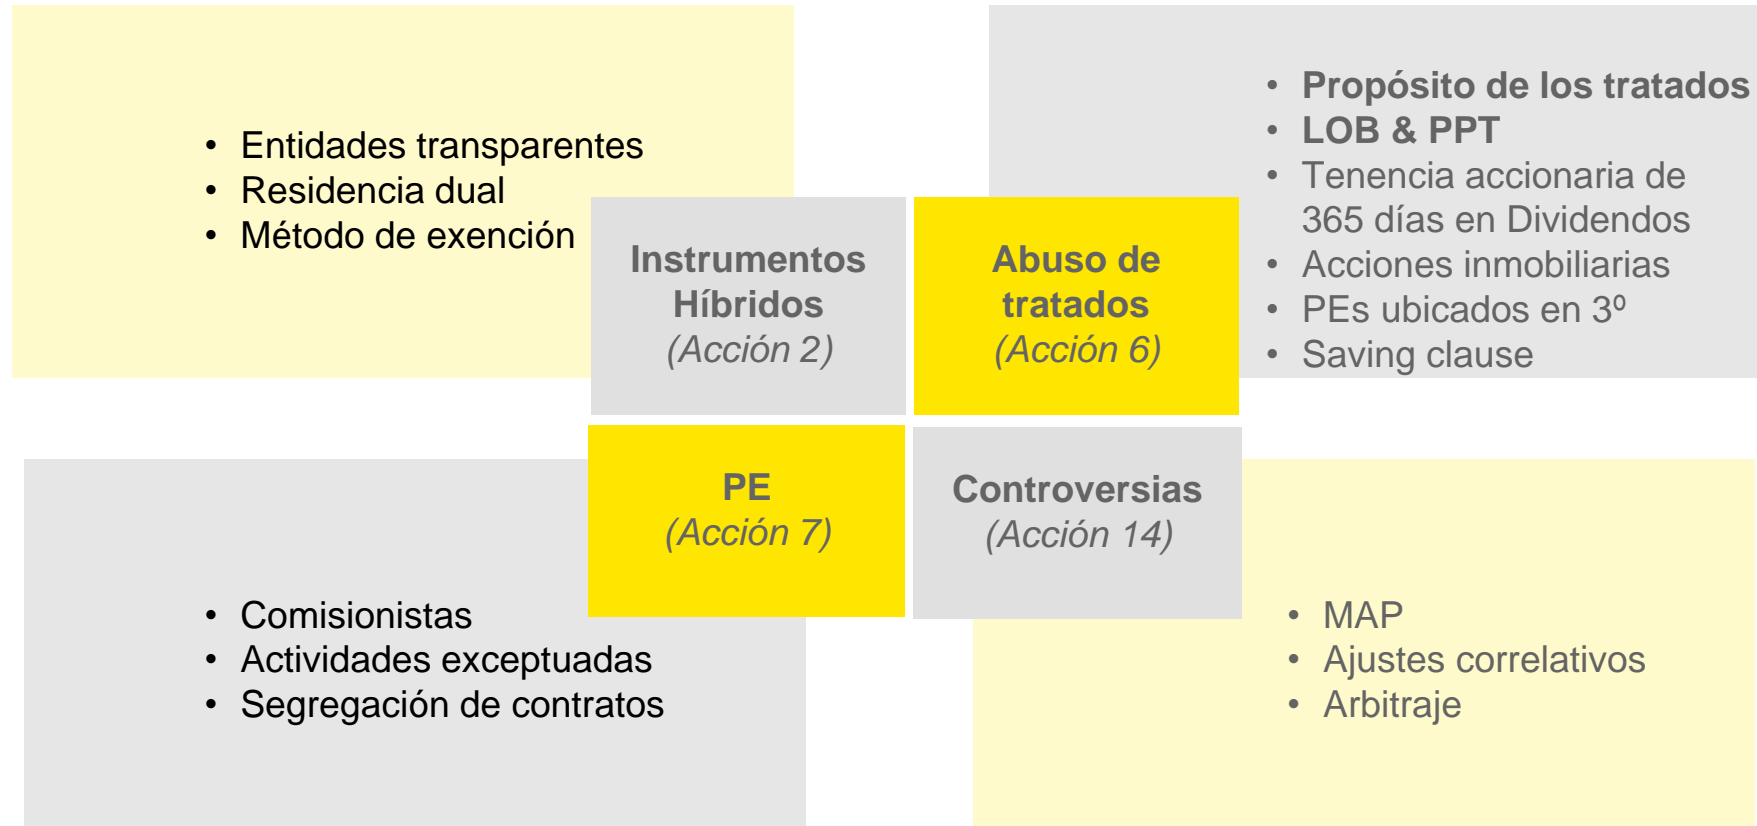 • Entidades transparentes
• Residencia dual
• Método de exención
Instrumentos
Híbridos
(Acción 2)
Abuso de
tratados
(Acción 6)
• Propósito de los tratados
• LOB & PPT
• Tenencia accionaria de
365 días en Dividendos
• Acciones inmobiliarias
• PEs ubicados en 3º
• Saving clause
PE
(Acción 7)
Controversias
(Acción 14)
• Comisionistas
• Actividades exceptuadas
• Segregación de contratos
• MAP
• Ajustes correlativos
• Arbitraje